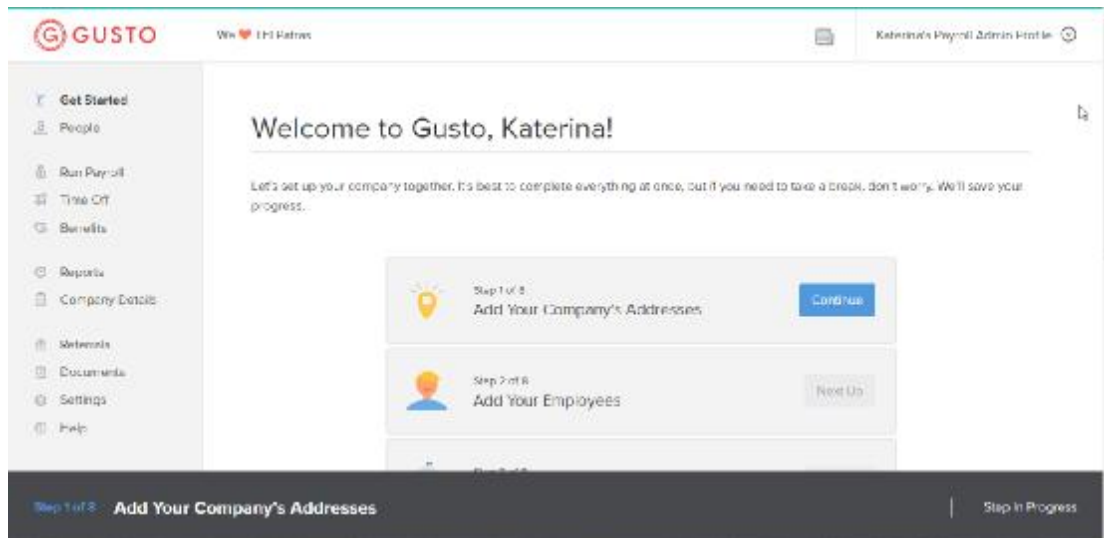 GUSTO
We ❤
Katerina's Payroll Admin Profile
Get Started
People
Run Payroll
Time Off
Benefits
Reports
Company Details
Referrals
Documents
Settings
Help
Welcome to Gusto, Katerina!
Let's set up your company together. It's best to complete everything at once, but if you need to take a break, don't worry. We'll save your
progress.
Step 1 of 8
Add Your Company's Addresses
Continue
Step 2 of 8
Add Your Employees
Next Up
Step 1 of 8 Add Your Company's Addresses
Step In Progress